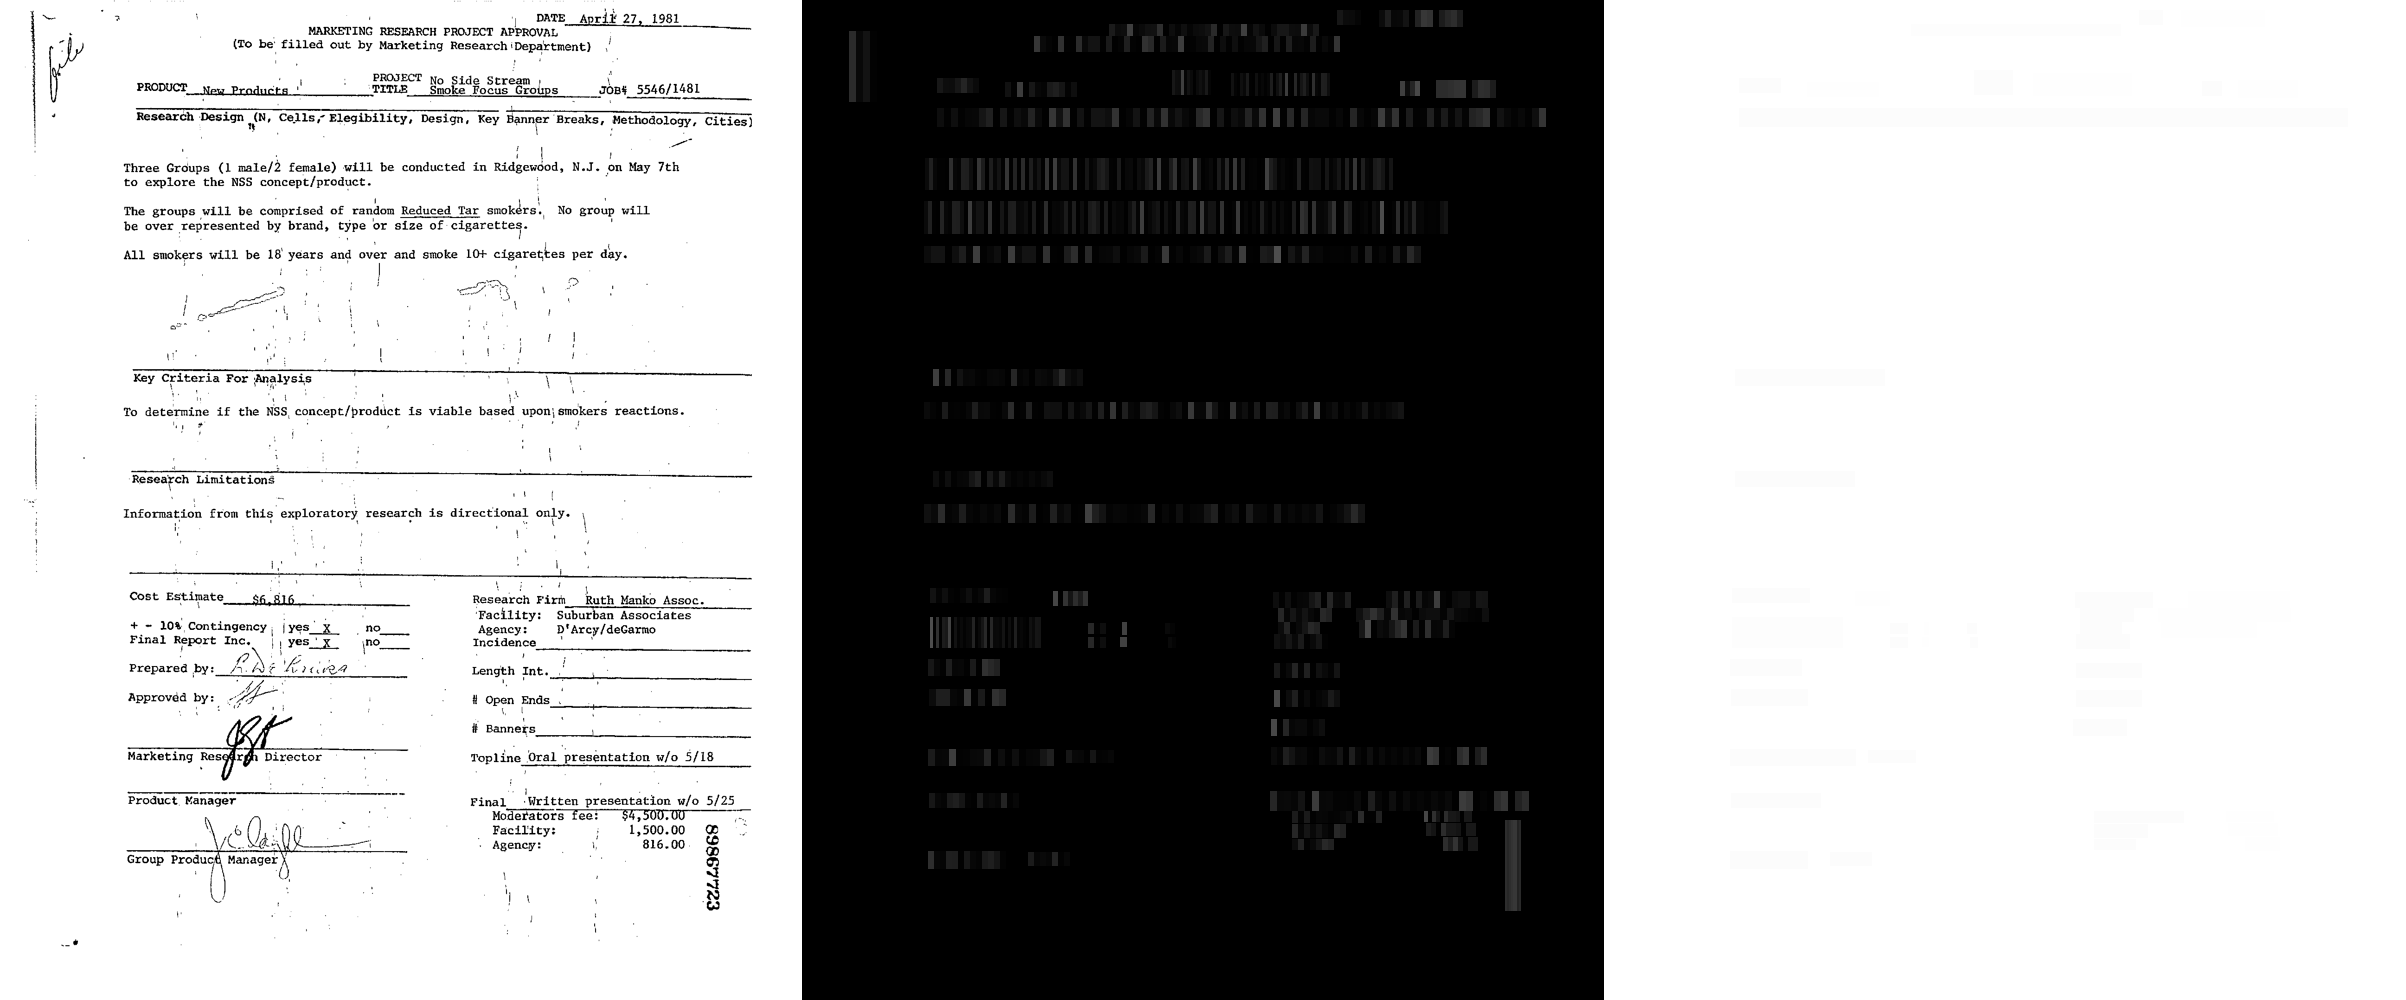 file
DATE April 27, 1981
MARKETING RESEARCH PROJECT APPROVAL
(To be filled out by Marketing Research Department)
PRODUCT New Products PROJECT TITLE No Side Stream Smoke Focus Groups JOB# 5546/1481
Research Design (N, Cells, Elegibility, Design, Key Banner Breaks, Methodology, Cities)
Three Groups (1 male/2 female) will be conducted in Ridgewood, N.J. on May 7th
to explore the NSS concept/product.
The groups will be comprised of random Reduced Tar smokers. No group will
be over represented by brand, type or size of cigarettes.
All smokers will be 18 years and over and smoke 10+ cigarettes per day.
Key Criteria For Analysis
To determine if the NSS concept/product is viable based upon smokers reactions.
Research Limitations
Information from this exploratory research is directional only.
Cost Estimate $6,816
+ - 10% Contingency yes X no
Final Report Inc. yes X no
Prepared by:
Approved by:
Marketing Research Director
Product Manager
Group Product Manager
Research Firm Ruth Manko Assoc.
Facility: Suburban Associates
Agency: D'Arcy/deGarmo
Incidence
Length Int.
# Open Ends
# Banners
Topline Oral presentation w/o 5/18
Final Written presentation w/o 5/25
Moderators fee: $4,500.00
Facility: 1,500.00
Agency: 816.00
89867723